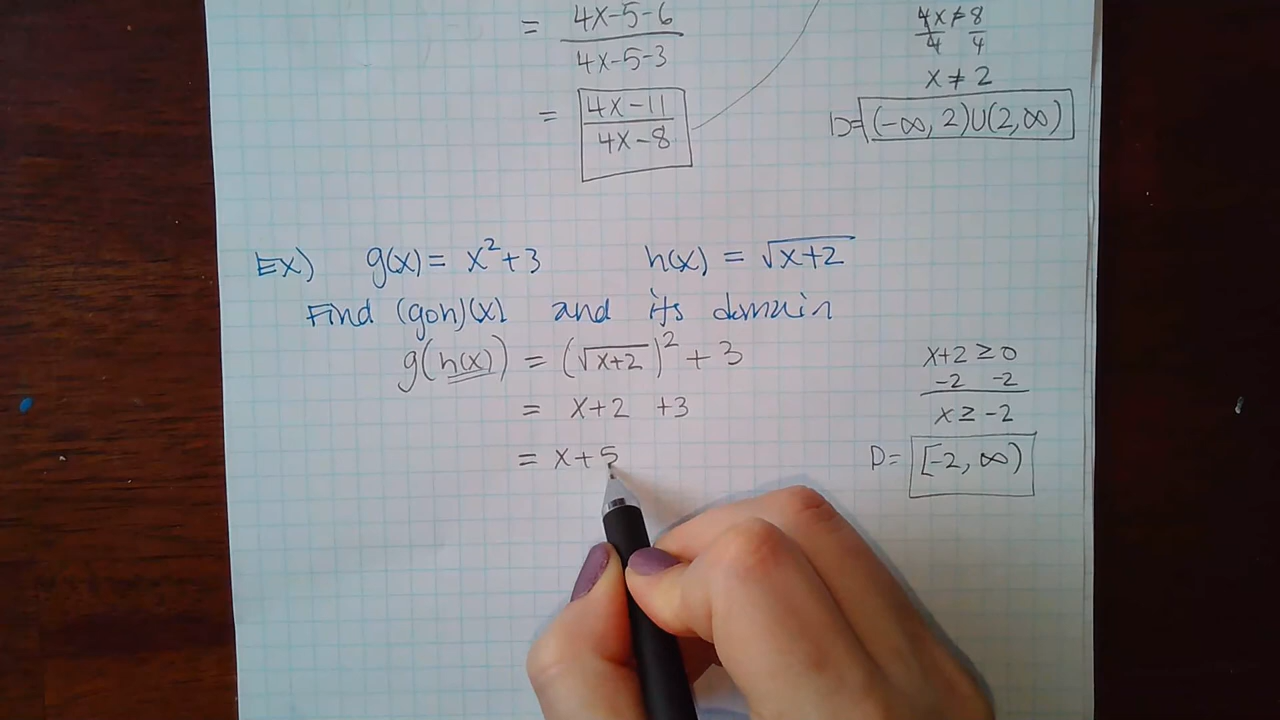 = 4x-5-6
4x-5-3
= 4x-11
4x-8
4x≠8
4 4
x ≠ 2
D= (-∞, 2)U(2,∞)
Ex) g(x) = x²+3 h(x) = √x+2
Find (goh)(x) and its domain
g(h(x)) = (√x+2)² + 3
= x+2 +3
= x+5
x+2 ≥ 0
-2 -2
x ≥ -2
D= [-2, ∞)